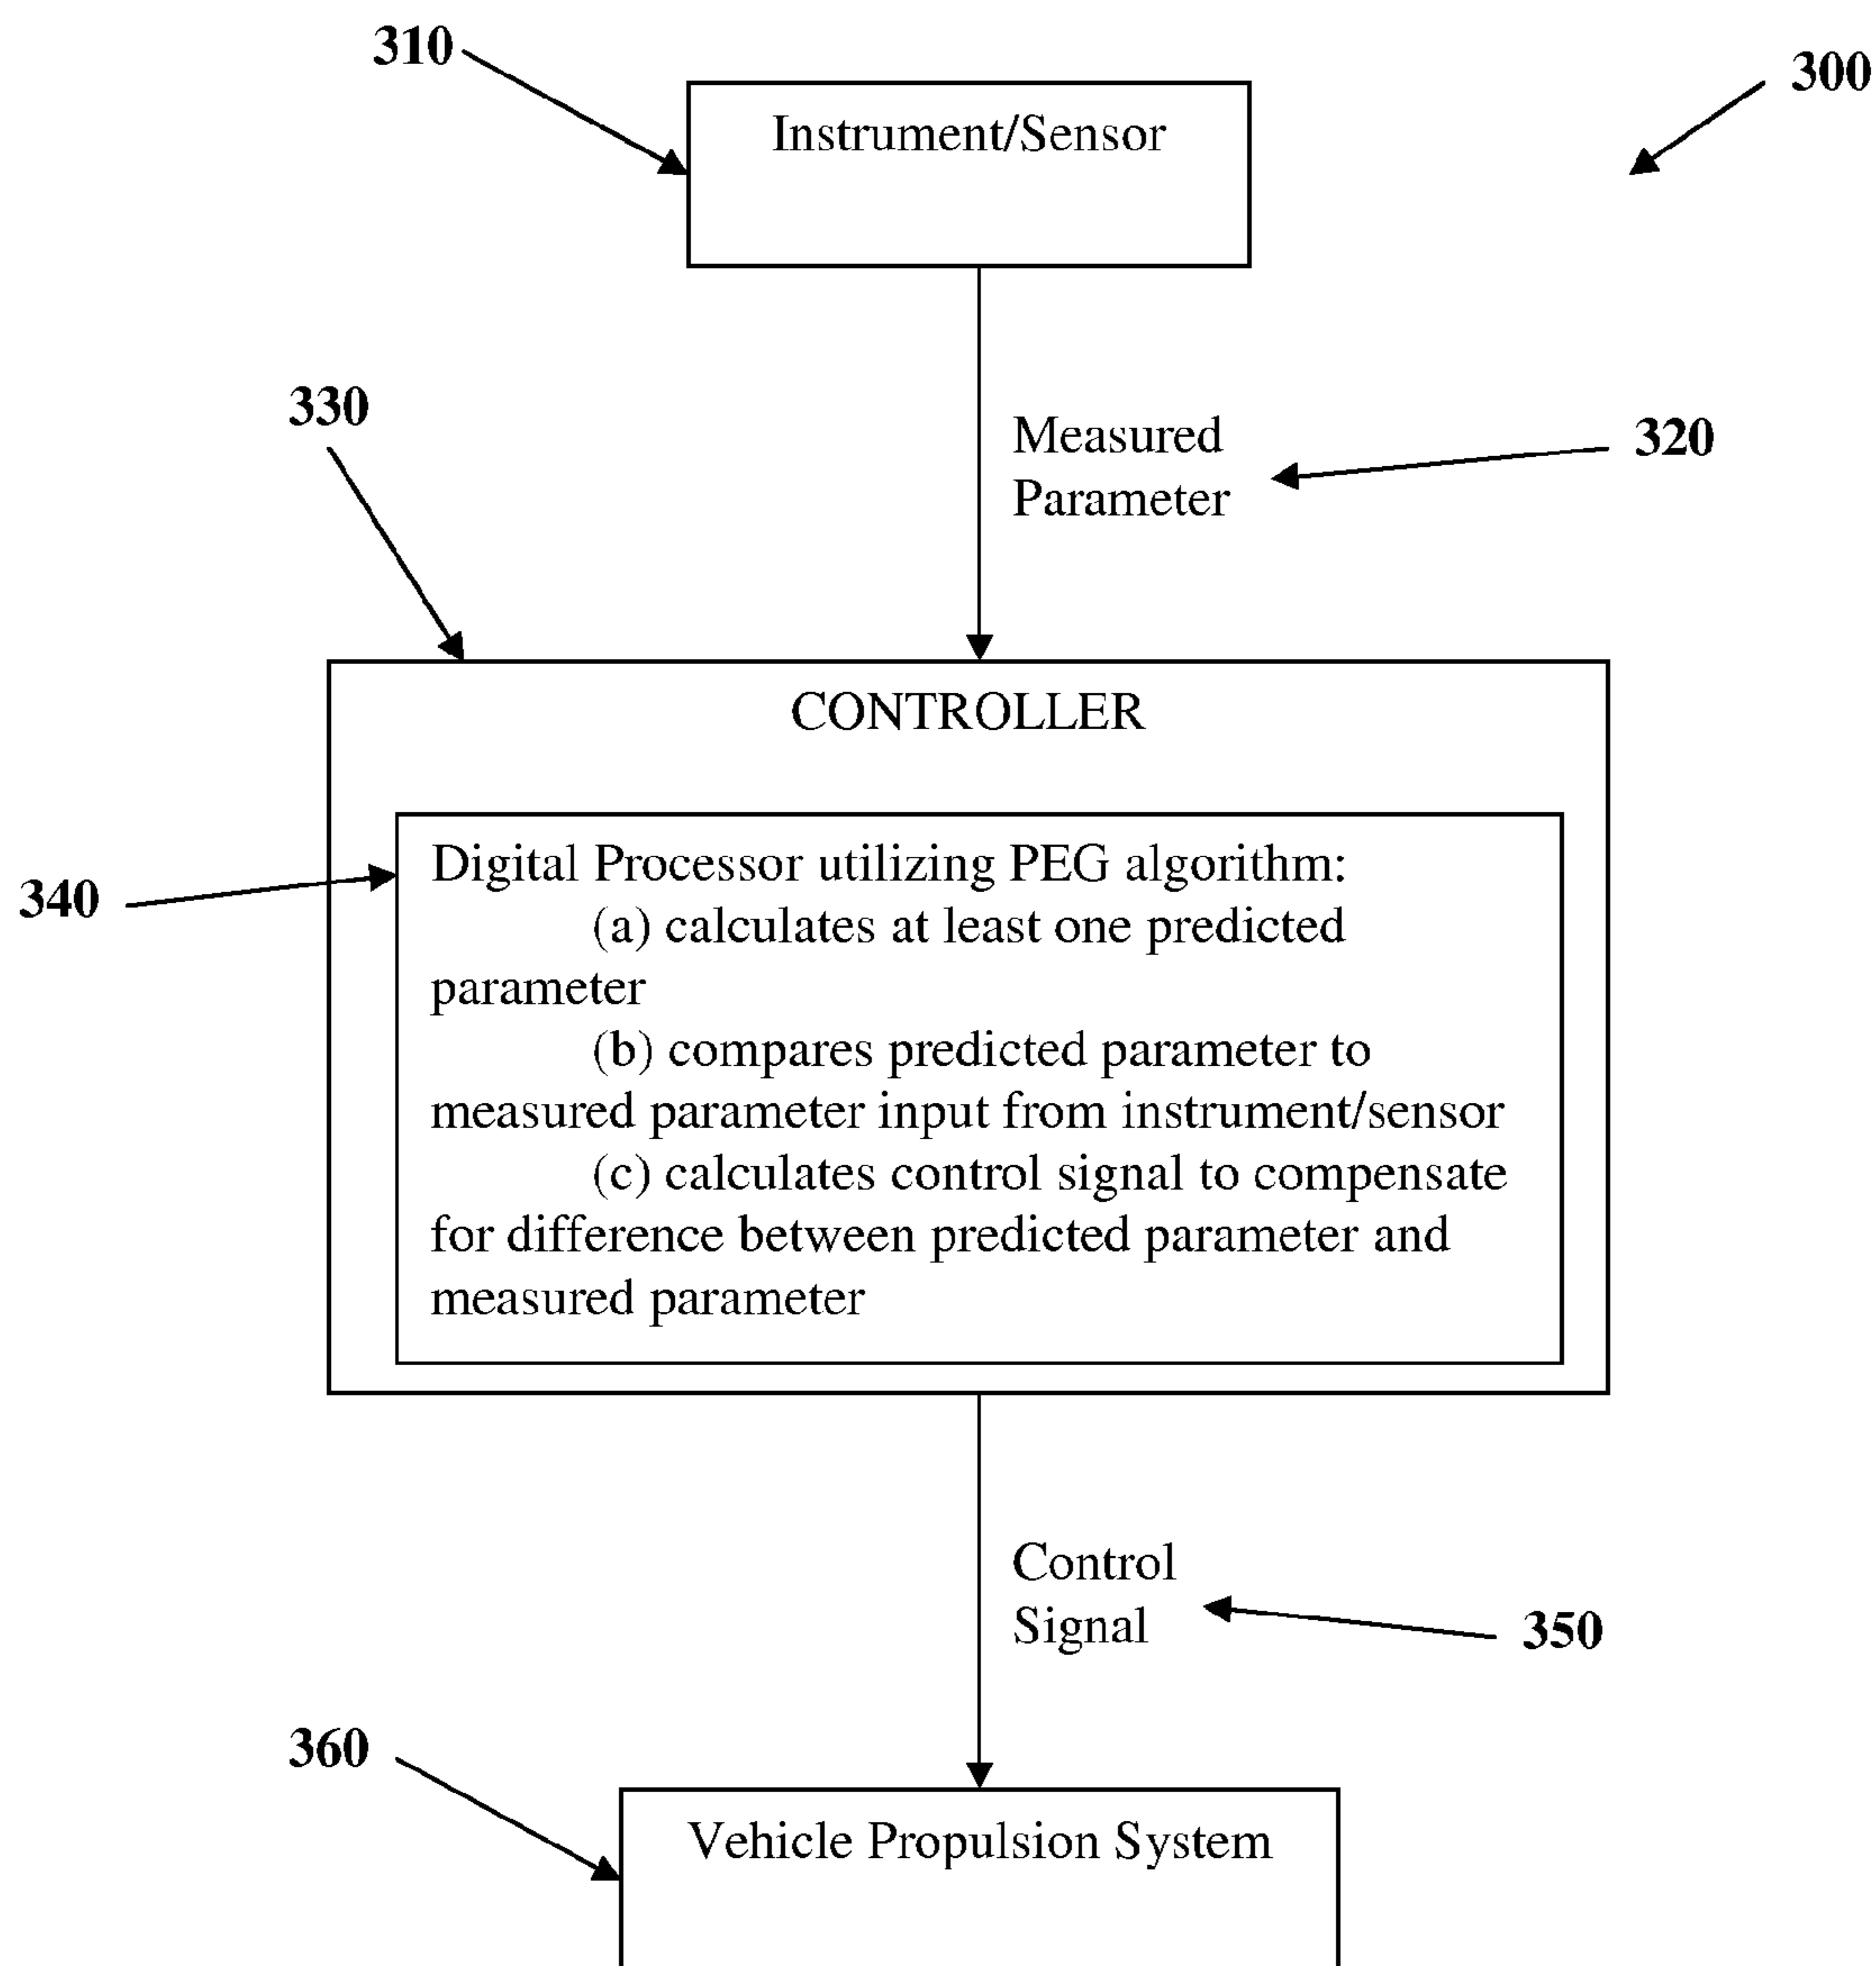 310
300
Instrument/Sensor
330
Measured
Parameter
320
CONTROLLER
340
Digital Processor utilizing PEG algorithm:
(a) calculates at least one predicted
parameter
(b) compares predicted parameter to
measured parameter input from instrument/sensor
(c) calculates control signal to compensate
for difference between predicted parameter and
measured parameter
Control
Signal
350
360
Vehicle Propulsion System